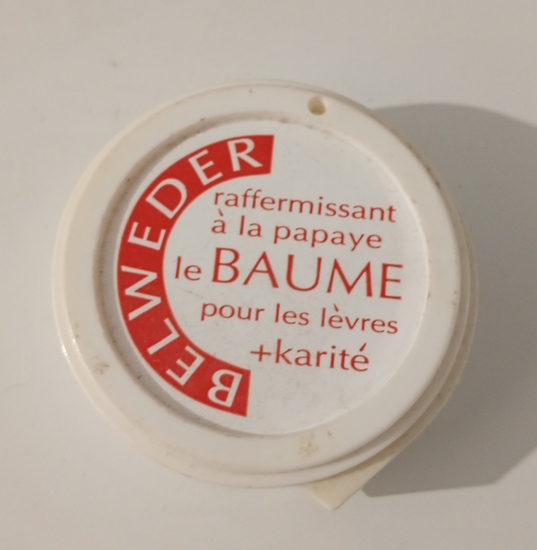 BELWEDER
raffermissant
à la papaye
le BAUME
pour les lèvres
+karité